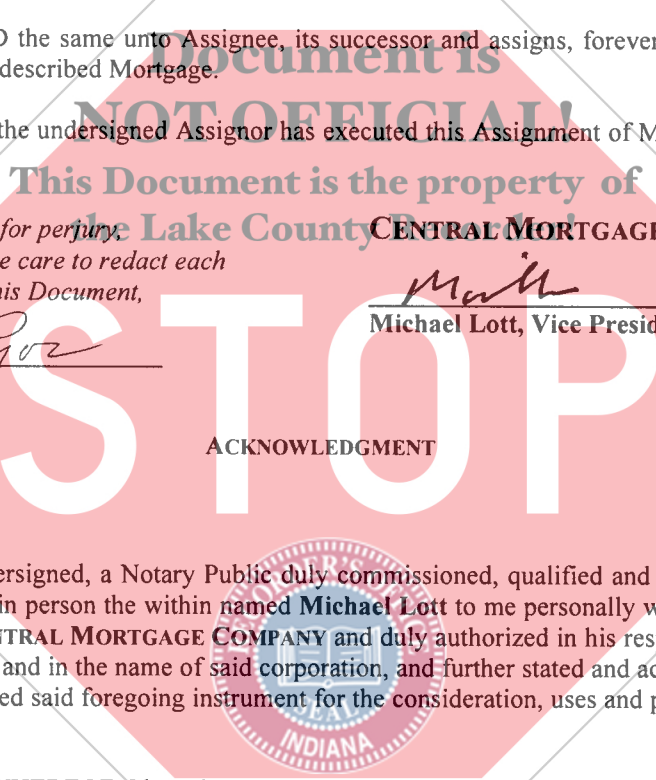 O the same unto Assignee, its successor and assigns, forever
described Mortgage.
Document is
NOT OFFICIAL!
the undersigned Assignor has executed this Assignment of M
This Document is the property of
the Lake County Recorder!
for perjury,
e care to redact each
his Document,
CENTRAL MORTGAGE
Michael Lott, Vice Presid
STOP
ACKNOWLEDGMENT
ersigned, a Notary Public duly commissioned, qualified and
in person the within named Michael Lott to me personally w
NTRAL MORTGAGE COMPANY and duly authorized in his res
and in the name of said corporation, and further stated and ac
ed said foregoing instrument for the consideration, uses and p
RECORDER'S OFFICE
SEAL
INDIANA